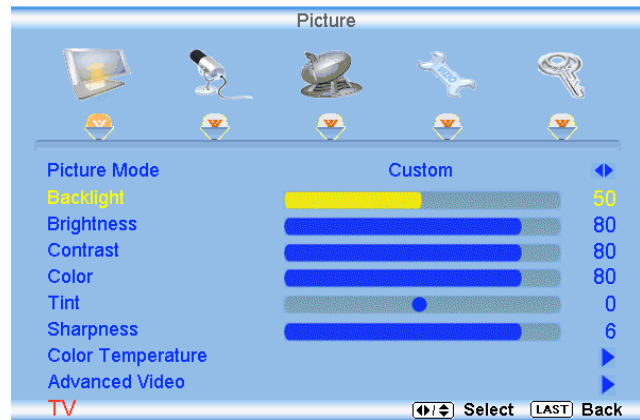 Picture
Picture Mode Custom
Backlight 50
Brightness 80
Contrast 80
Color 80
Tint 0
Sharpness 6
Color Temperature
Advanced Video
TV Select LAST Back